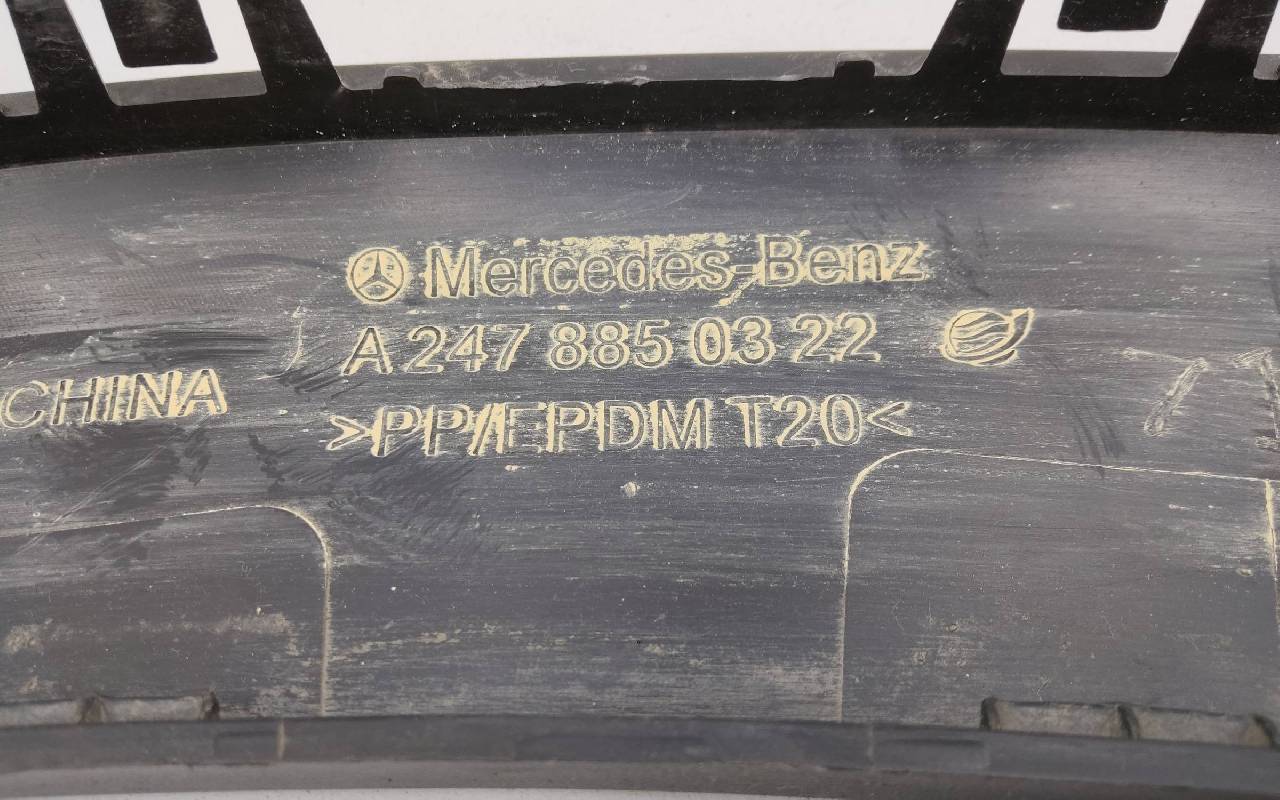 Mercedes-Benz
A 247 885 03 22
CHINA
>PP/EPDM T20<